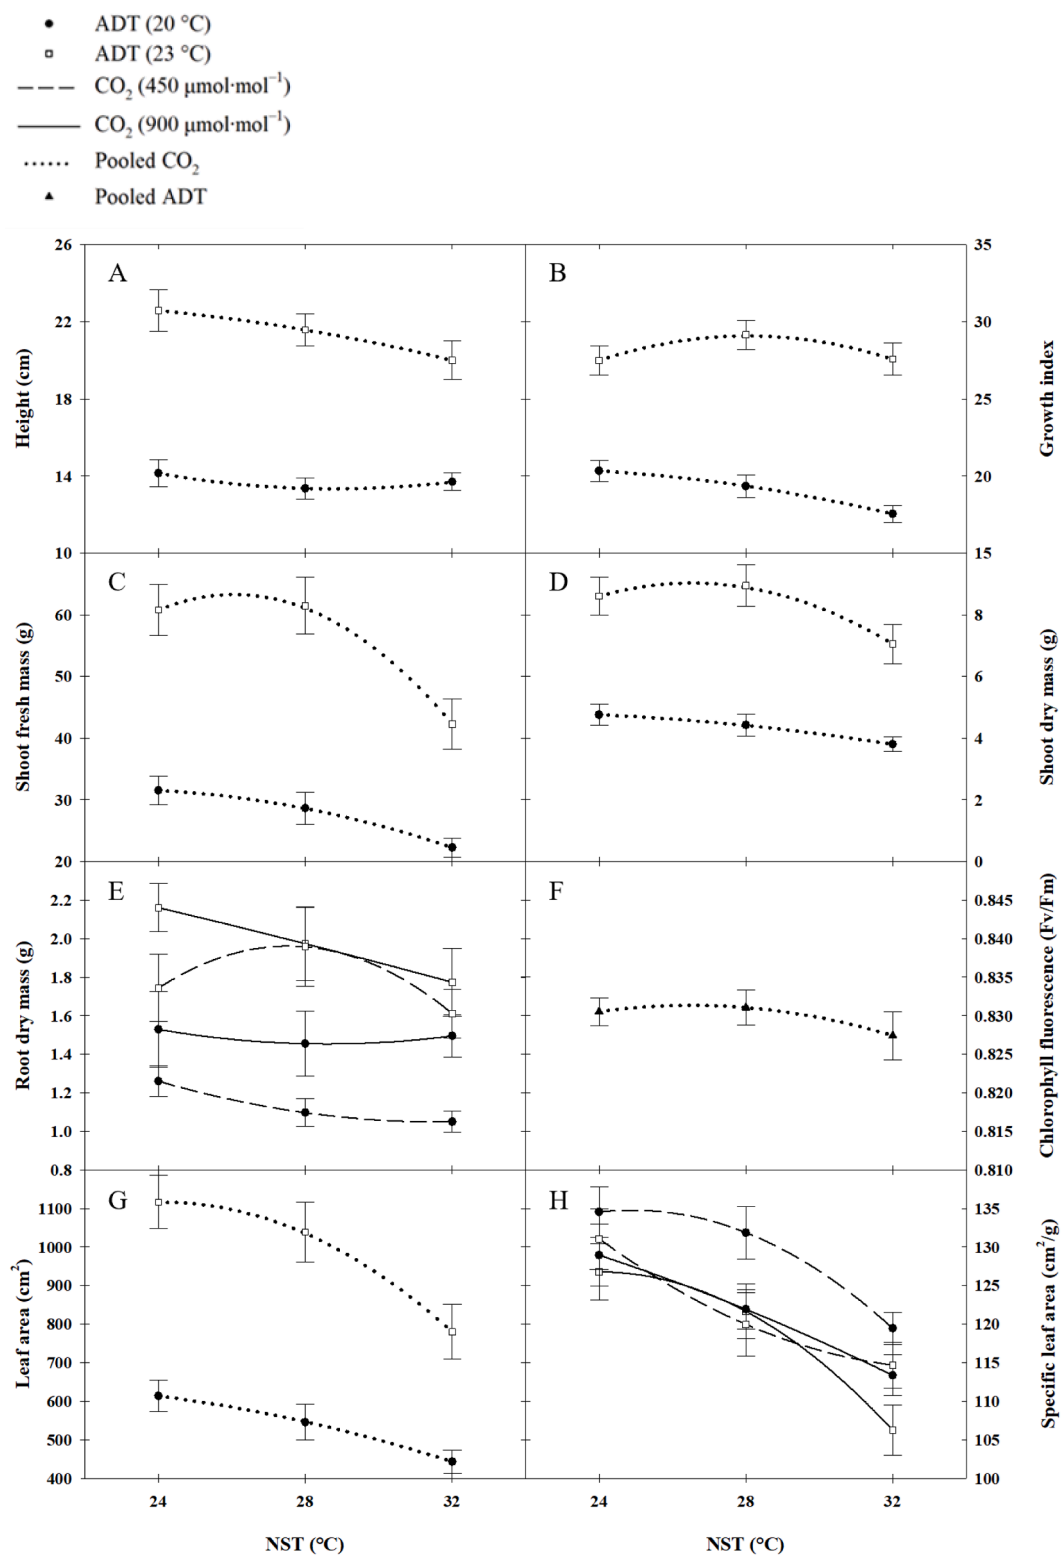 ADT (20 °C)
ADT (23 °C)
CO₂ (450 μmol·mol⁻¹)
CO₂ (900 μmol·mol⁻¹)
Pooled CO₂
Pooled ADT
A
26
22
18
14
10
Height (cm)
B
35
30
25
20
15
Growth index
C
60
50
40
30
20
Shoot fresh mass (g)
D
8
6
4
2
0
Shoot dry mass (g)
E
2.2
2.0
1.8
1.6
1.4
1.2
1.0
0.8
Root dry mass (g)
F
0.845
0.840
0.835
0.830
0.825
0.820
0.815
0.810
Chlorophyll fluorescence (Fv/Fm)
G
1100
1000
900
800
700
600
500
400
Leaf area (cm²)
H
135
130
125
120
115
110
105
100
Specific leaf area (cm²/g)
24 28 32 24 28 32
NST (°C) NST (°C)